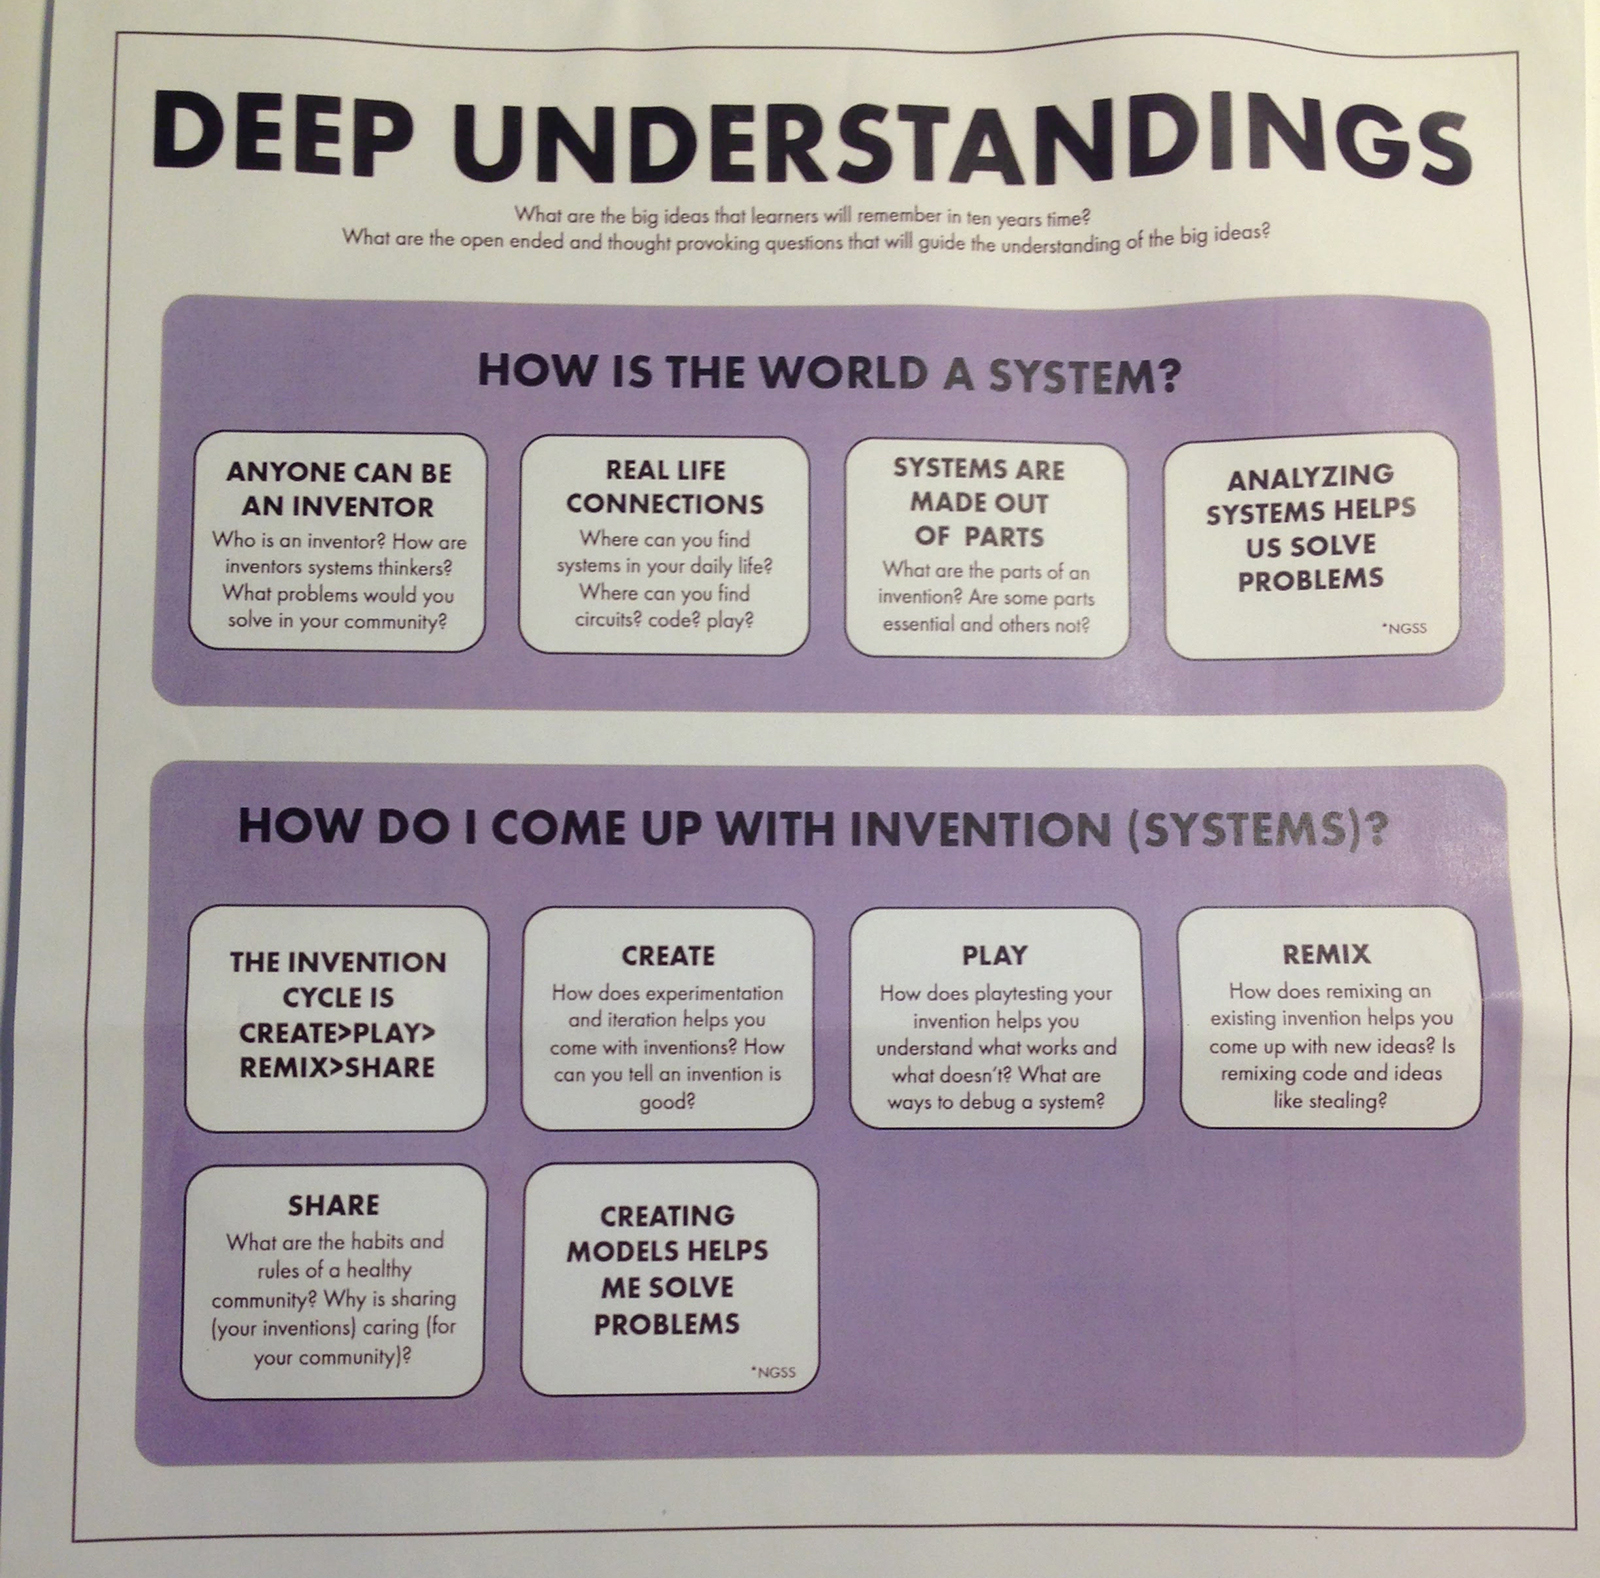 DEEP UNDERSTANDINGS
What are the big ideas that learners will remember in ten years time?
What are the open ended and thought provoking questions that will guide the understanding of the big ideas?
HOW IS THE WORLD A SYSTEM?
ANYONE CAN BE
AN INVENTOR
Who is an inventor? How are
inventors systems thinkers?
What problems would you
solve in your community?
REAL LIFE
CONNECTIONS
Where can you find
systems in your daily life?
Where can you find
circuits? code? play?
SYSTEMS ARE
MADE OUT
OF PARTS
What are the parts of an
invention? Are some parts
essential and others not?
ANALYZING
SYSTEMS HELPS
US SOLVE
PROBLEMS
*NGSS
HOW DO I COME UP WITH INVENTION (SYSTEMS)?
THE INVENTION
CYCLE IS
CREATE>PLAY>
REMIX>SHARE
CREATE
How does experimentation
and iteration helps you
come with inventions? How
can you tell an invention is
good?
PLAY
How does playtesting your
invention helps you
understand what works and
what doesn't? What are
ways to debug a system?
REMIX
How does remixing an
existing invention helps you
come up with new ideas? Is
remixing code and ideas
like stealing?
SHARE
What are the habits and
rules of a healthy
community? Why is sharing
(your inventions) caring (for
your community)?
CREATING
MODELS HELPS
ME SOLVE
PROBLEMS
*NGSS